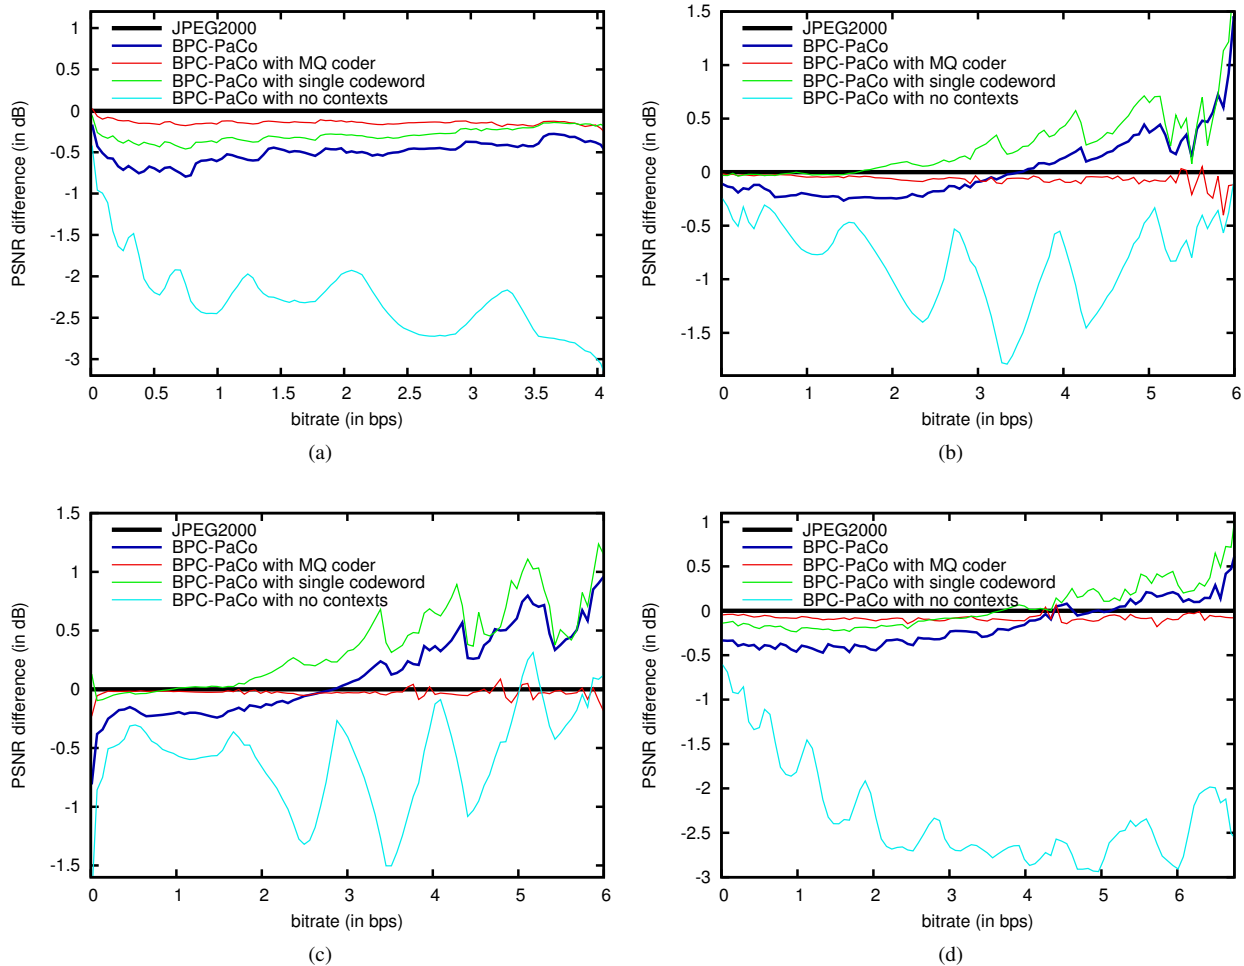 JPEG2000
BPC-PaCo
BPC-PaCo with MQ coder
BPC-PaCo with single codeword
BPC-PaCo with no contexts
PSNR difference (in dB)
1
0.5
0
-0.5
-1
-1.5
-2
-2.5
-3
0 0.5 1 1.5 2 2.5 3 3.5 4
bitrate (in bps)
(a)
JPEG2000
BPC-PaCo
BPC-PaCo with MQ coder
BPC-PaCo with single codeword
BPC-PaCo with no contexts
PSNR difference (in dB)
1.5
1
0.5
0
-0.5
-1
-1.5
0 1 2 3 4 5 6
bitrate (in bps)
(b)
JPEG2000
BPC-PaCo
BPC-PaCo with MQ coder
BPC-PaCo with single codeword
BPC-PaCo with no contexts
PSNR difference (in dB)
1.5
1
0.5
0
-0.5
-1
-1.5
0 1 2 3 4 5 6
bitrate (in bps)
(c)
JPEG2000
BPC-PaCo
BPC-PaCo with MQ coder
BPC-PaCo with single codeword
BPC-PaCo with no contexts
PSNR difference (in dB)
1
0.5
0
-0.5
-1
-1.5
-2
-2.5
-3
0 1 2 3 4 5 6
bitrate (in bps)
(d)